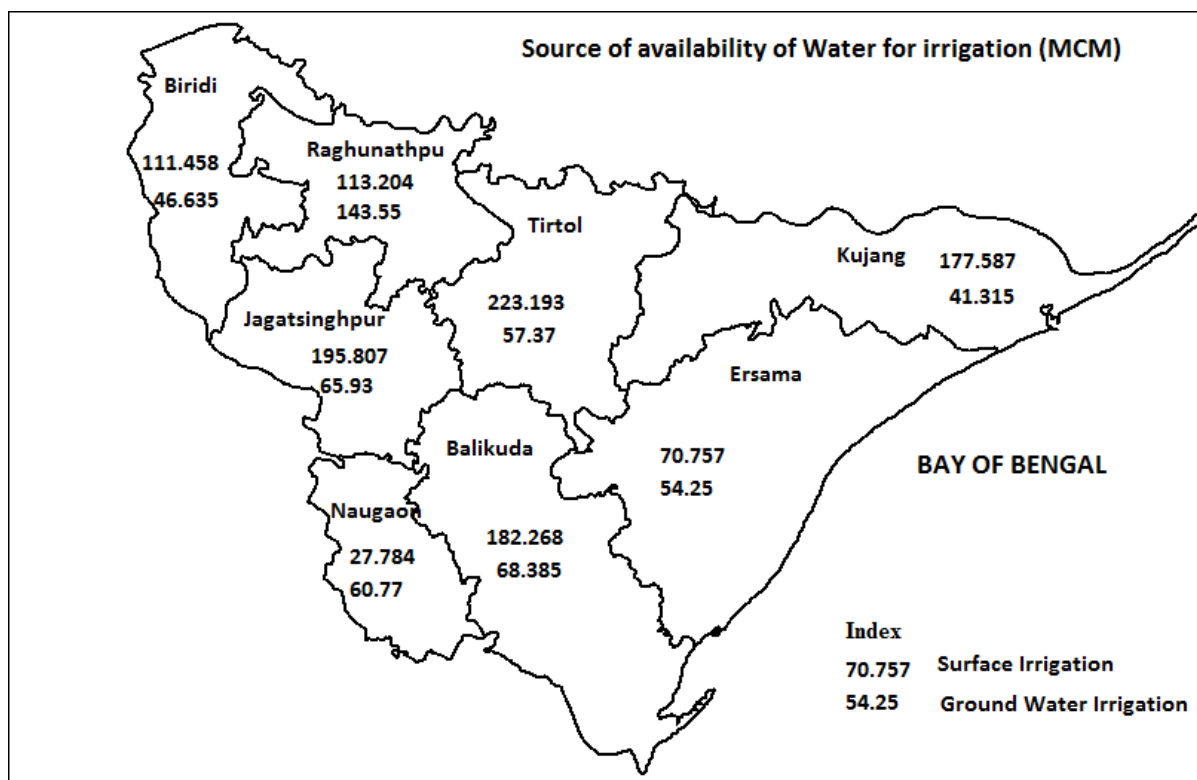 Source of availability of Water for irrigation (MCM)
Biridi
111.458
46.635
Raghunathpu
113.204
143.55
Tirtol
223.193
57.37
Kujang
177.587
41.315
Jagatsinghpur
195.807
65.93
Ersama
70.757
54.25
Balikuda
182.268
68.385
Naugaon
27.784
60.77
BAY OF BENGAL
Index
70.757 Surface Irrigation
54.25 Ground Water Irrigation